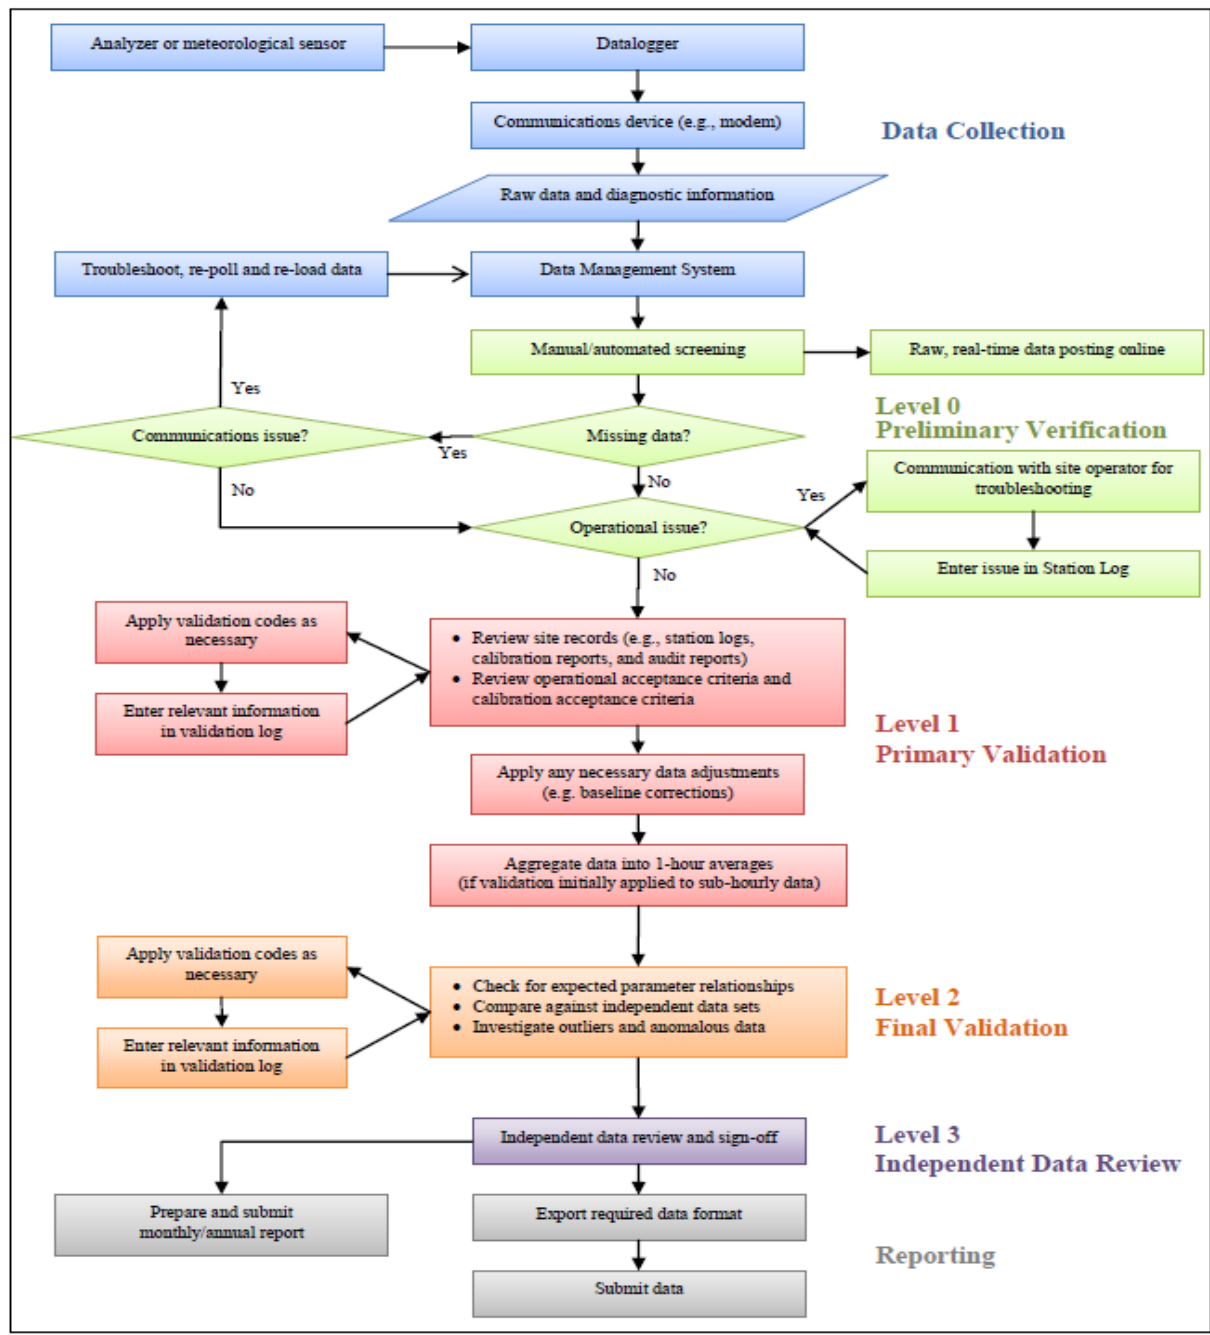 Analyzer or meteorological sensor
Datalogger
Communications device (e.g., modem)
Data Collection
Raw data and diagnostic information
Troubleshoot, re-poll and re-load data
Data Management System
Manual/automated screening
Raw, real-time data posting online
Yes
Level 0
Preliminary Verification
Communications issue?
Missing data?
Yes
Communication with site operator for
troubleshooting
No
No
Yes
Operational issue?
Enter issue in Station Log
No
Apply validation codes as
necessary
• Review site records (e.g., station logs,
calibration reports, and audit reports)
• Review operational acceptance criteria and
calibration acceptance criteria
Enter relevant information
in validation log
Level 1
Primary Validation
Apply any necessary data adjustments
(e.g. baseline corrections)
Aggregate data into 1-hour averages
(if validation initially applied to sub-hourly data)
Apply validation codes as
necessary
• Check for expected parameter relationships
• Compare against independent data sets
• Investigate outliers and anomalous data
Level 2
Final Validation
Enter relevant information
in validation log
Independent data review and sign-off
Level 3
Independent Data Review
Prepare and submit
monthly/annual report
Export required data format
Reporting
Submit data